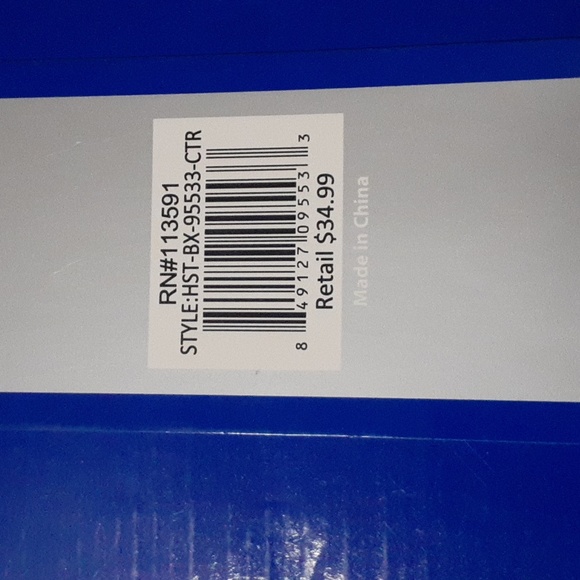 RN#113591
STYLE:HST-BX-95533-CTR
8 49127 09553 3
Retail $34.99
Made in China